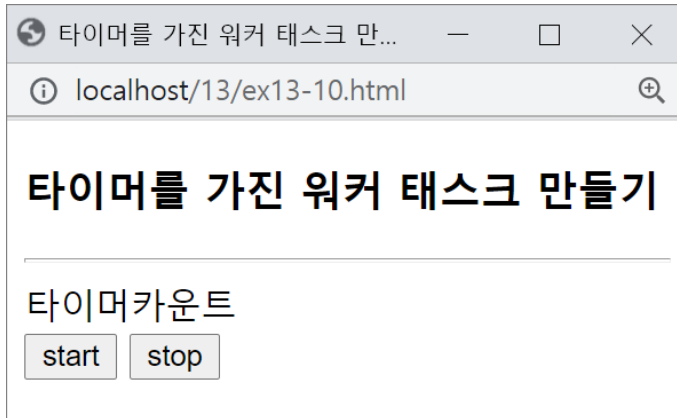 타이머를 가진 워커 태스크 만...
localhost/13/ex13-10.html
타이머를 가진 워커 태스크 만들기
타이머카운트
start stop